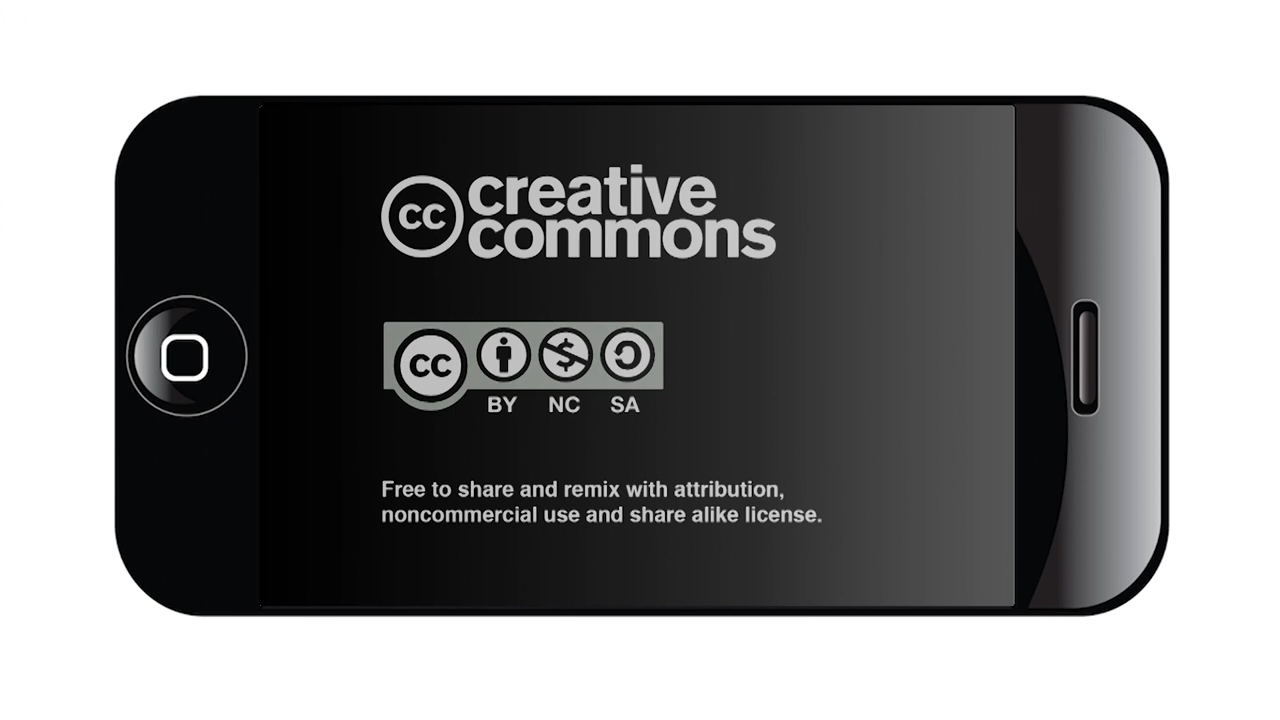 cc creative
commons
cc
BY NC SA
Free to share and remix with attribution,
noncommercial use and share alike license.